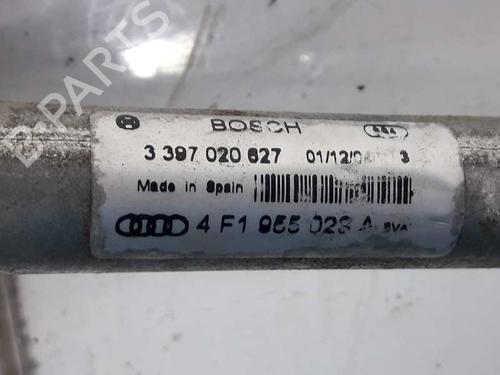 B-PARTS
BOSCH
3 397 020 627 01/12/04
Made in Spain
4 F1 955 023 A